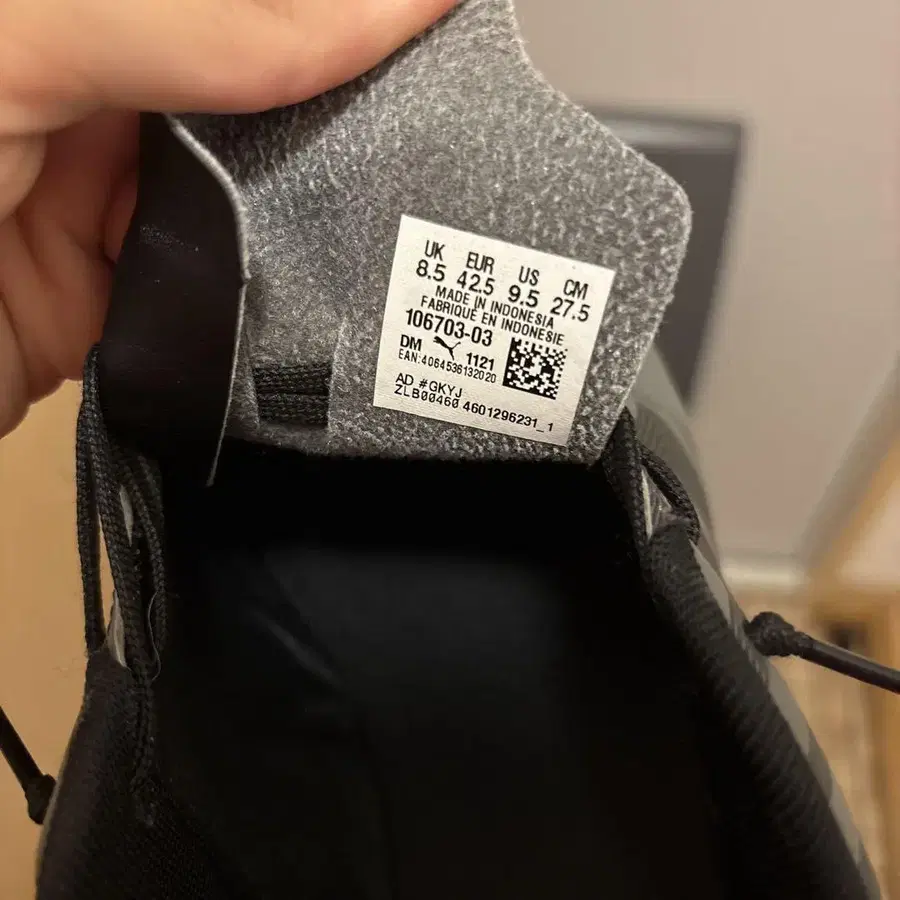 UK EUR US CM
8.5 42.5 9.5 27.5
MADE IN INDONESIA
FABRIQUÉ EN INDONESIE
106703-03
DM 1121
EAN:4064536132020
AD #GKYJ
ZLB00460 4601296231_1